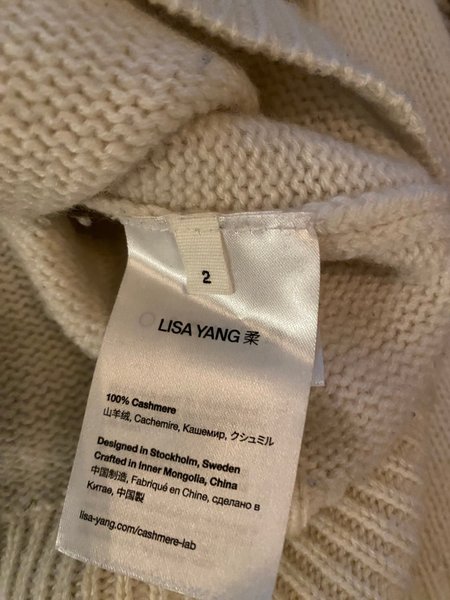 2
LISA YANG 柔
100% Cashmere
山羊绒, Cachemire, Кашемир, クシュミル
Designed in Stockholm, Sweden
Crafted in Inner Mongolia, China
中国制造, Fabriqué en Chine, сделано в
Китае, 中国製
lisa-yang.com/cashmere-lab